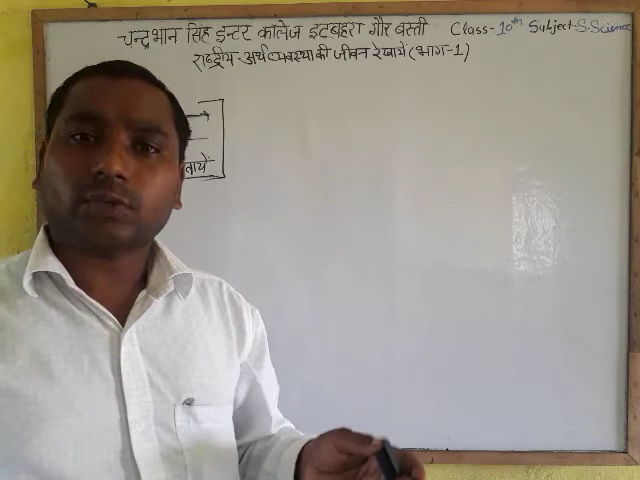 चन्द्रभान सिंह इन्टर कॉलेज इटबहरा गौर बस्ती Class-10th Subject-S.Science
राष्ट्रीय अर्थव्यवस्था की जीवन रेखायें (भाग-1)